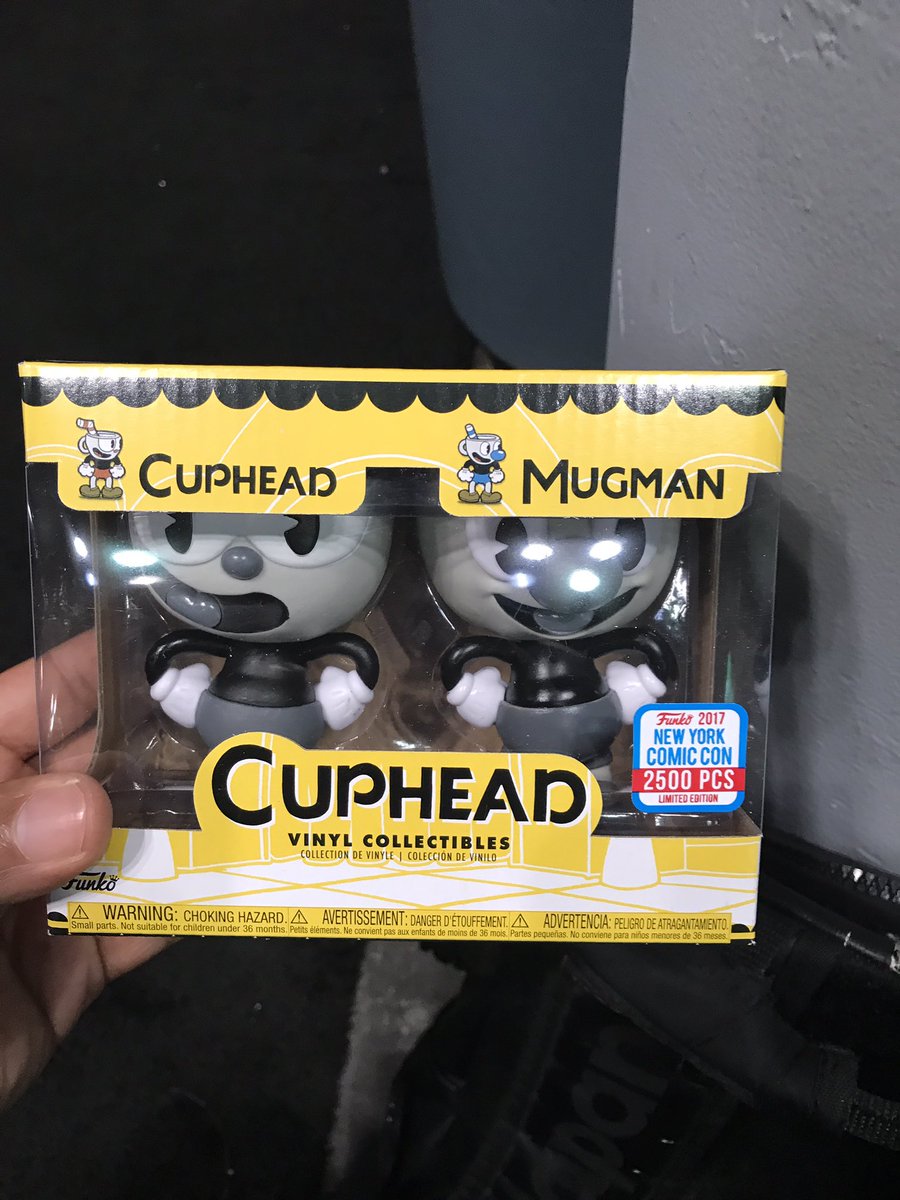 CUPHEAD
MUGMAN
Funko 2017
NEW YORK
COMIC CON
2500 PCS
LIMITED EDITION
CUPHEAD
VINYL COLLECTIBLES
COLLECTION DE VINYLE | COLECCIÓN DE VINILO
Funko
WARNING: CHOKING HAZARD.
Small parts. Not suitable for children under 36 months.
AVERTISSEMENT: DANGER D'ÉTOUFFEMENT.
Petits éléments. Ne convient pas aux enfants de moins de 36 mois.
ADVERTENCIA: PELIGRO DE ATRAGANTAMIENTO.
Partes pequeñas. No conviene para niños menores de 36 meses.